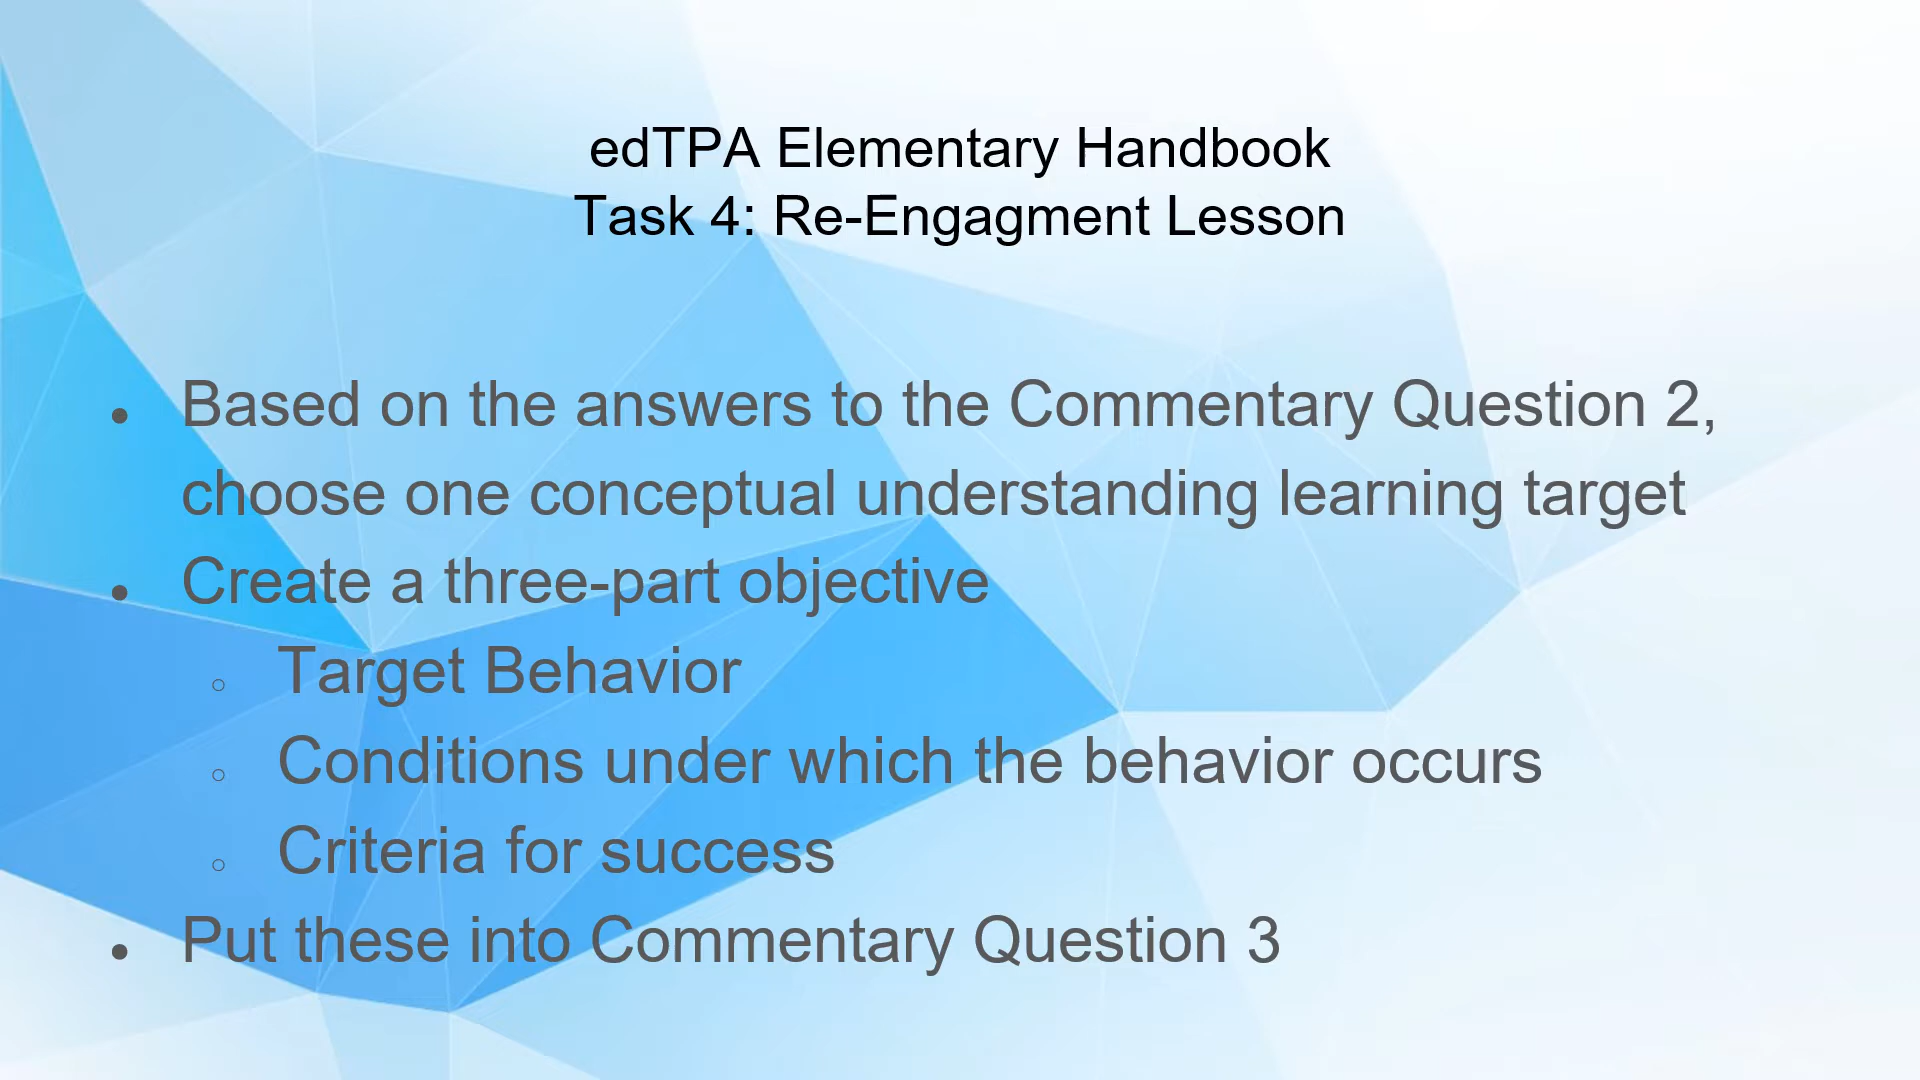 edTPA Elementary Handbook
Task 4: Re-Engagment Lesson
• Based on the answers to the Commentary Question 2,
choose one conceptual understanding learning target
• Create a three-part objective
○ Target Behavior
○ Conditions under which the behavior occurs
○ Criteria for success
• Put these into Commentary Question 3